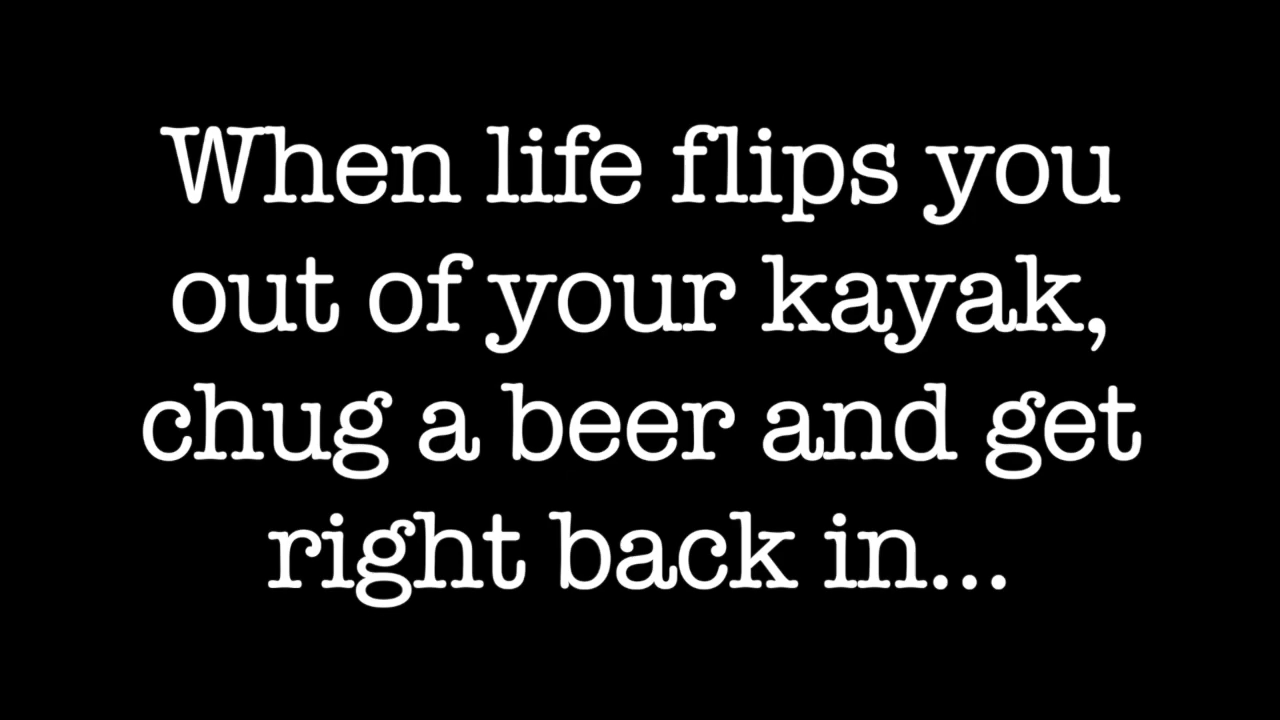 When life flips you
out of your kayak,
chug a beer and get
right back in...